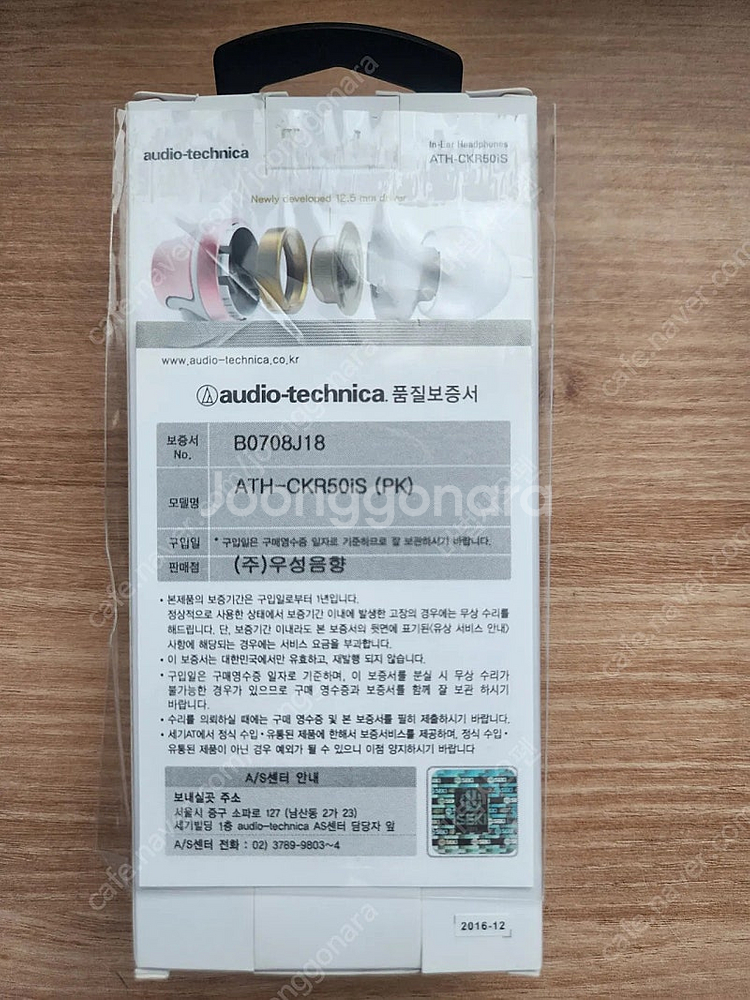 audio-technica
In-Ear Headphones
ATH-CKR50iS
Newly developed 12.5 mm driver
www.audio-technica.co.kr
audio-technica. 품질보증서
보증서 No. B0708J18
모델명 ATH-CKR50iS (PK)
구입일 * 구입일은 구매영수증 일자로 기준하므로 잘 보관하시기 바랍니다.
판매점 (주)우성음향
• 본제품의 보증기간은 구입일로부터 1년입니다.
정상적으로 사용한 상태에서 보증기간 이내에 발생한 고장의 경우에는 무상 수리를
해드립니다. 단, 보증기간 이내라도 본 보증서의 뒷면에 표기된(유상 서비스 안내)
사항에 해당되는 경우에는 서비스 요금을 부과합니다.
• 이 보증서는 대한민국에서만 유효하고, 재발행 되지 않습니다.
• 구입일은 구매영수증 일자로 기준하며, 이 보증서를 분실 시 무상 수리가
불가능한 경우가 있으므로 구매 영수증과 보증서를 함께 잘 보관 하시기
바랍니다.
• 수리를 의뢰하실 때에는 구매 영수증 및 본 보증서를 필히 제출하시기 바랍니다.
• 세기AT에서 정식 수입·유통된 제품에 한해서 보증서비스를 제공하며, 정식 수입·
유통된 제품이 아닌 경우 예외가 될 수 있으니 이점 양지하시기 바랍니다
A/S센터 안내
보내실곳 주소
서울시 중구 소파로 127 (남산동 2가 23)
세기빌딩 1층 audio-technica AS센터 담당자 앞
A/S센터 전화 : 02) 3789-9803~4
SEKI
2016-12
Joonggonara
cafe.naver.com/joonggonara